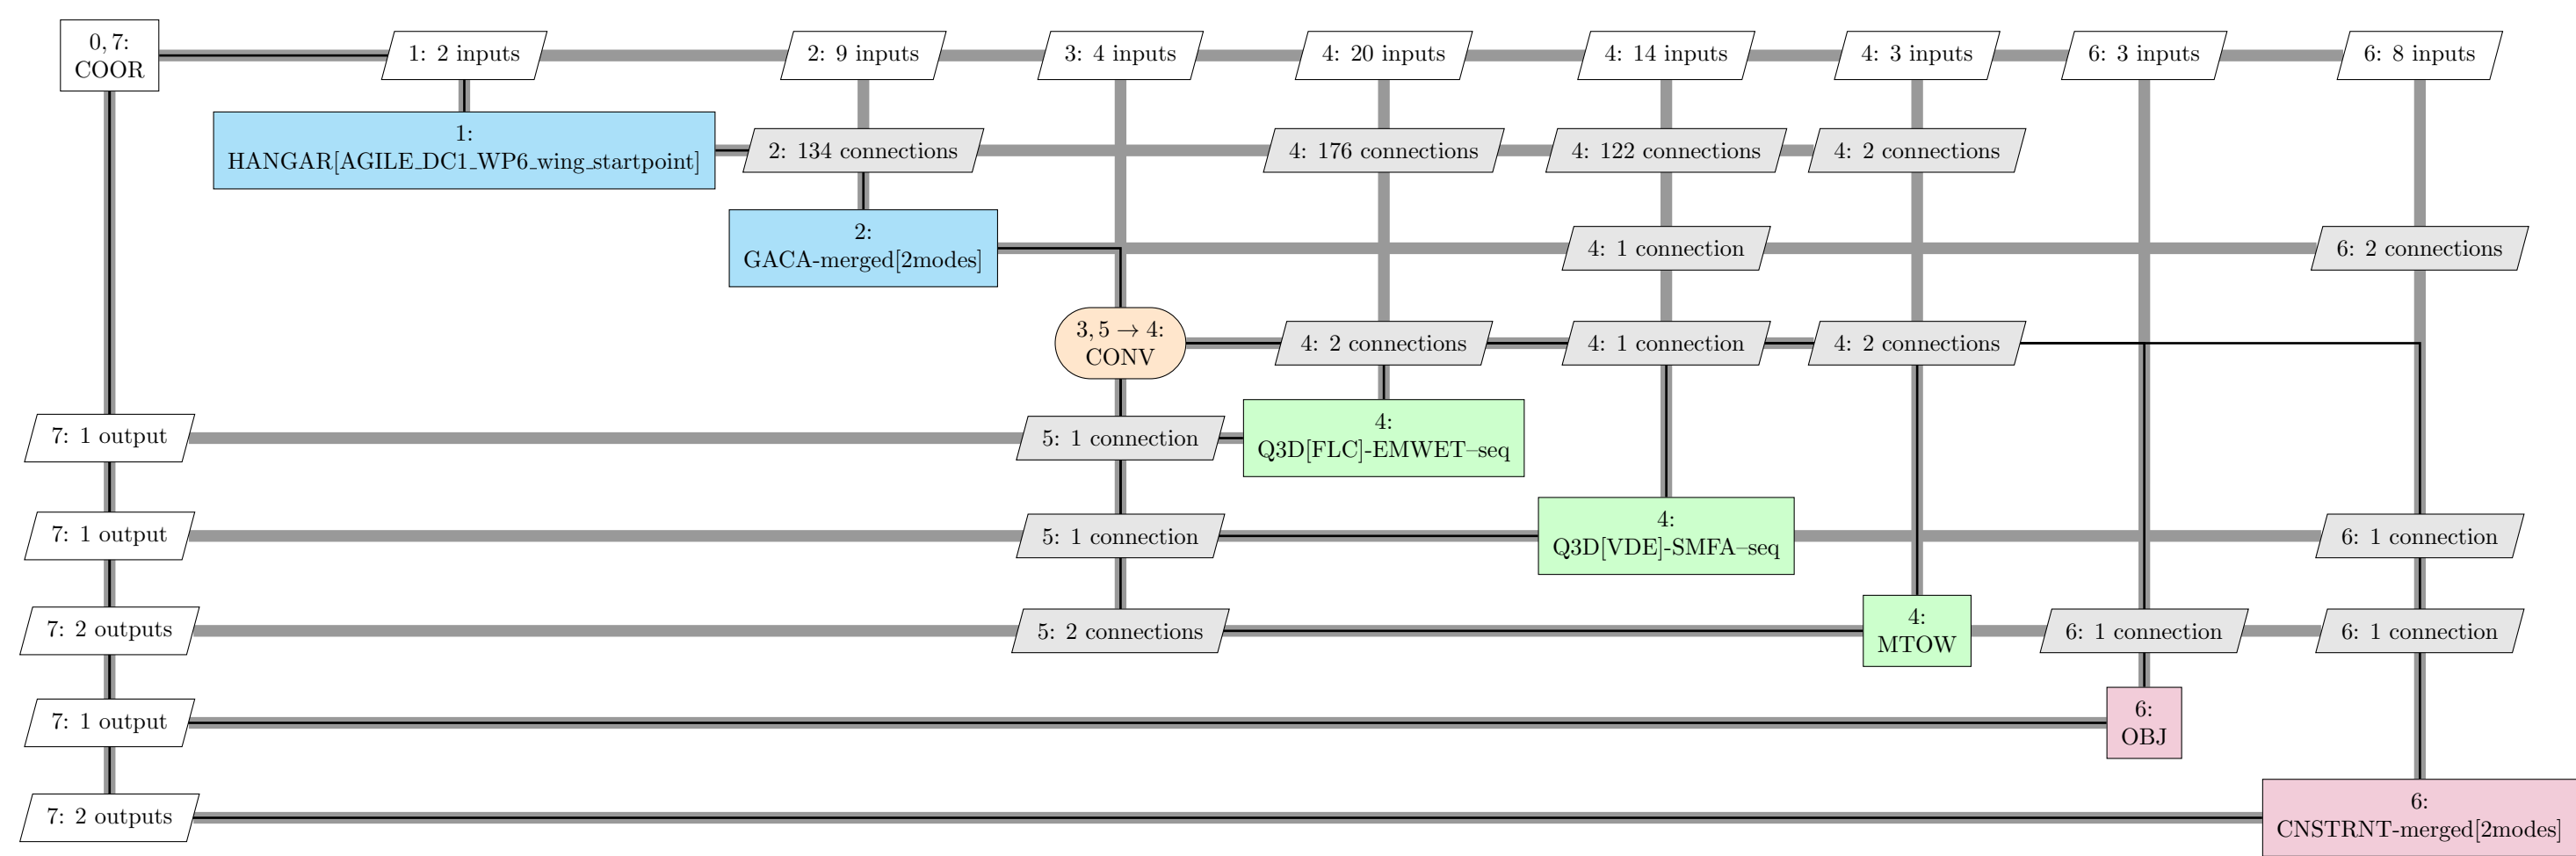 0, 7:
COOR
1: 2 inputs
2: 9 inputs
3: 4 inputs
4: 20 inputs
4: 14 inputs
4: 3 inputs
6: 3 inputs
6: 8 inputs
1:
HANGAR[AGILE_DC1_WP6_wing_startpoint]
2: 134 connections
4: 176 connections
4: 122 connections
4: 2 connections
2:
GACA-merged[2modes]
4: 1 connection
6: 2 connections
3, 5 → 4:
CONV
4: 2 connections
4: 1 connection
4: 2 connections
7: 1 output
5: 1 connection
4:
Q3D[FLC]-EMWET–seq
7: 1 output
5: 1 connection
4:
Q3D[VDE]-SMFA–seq
6: 1 connection
7: 2 outputs
5: 2 connections
4:
MTOW
6: 1 connection
6: 1 connection
7: 1 output
6:
OBJ
7: 2 outputs
6:
CNSTRNT-merged[2modes]